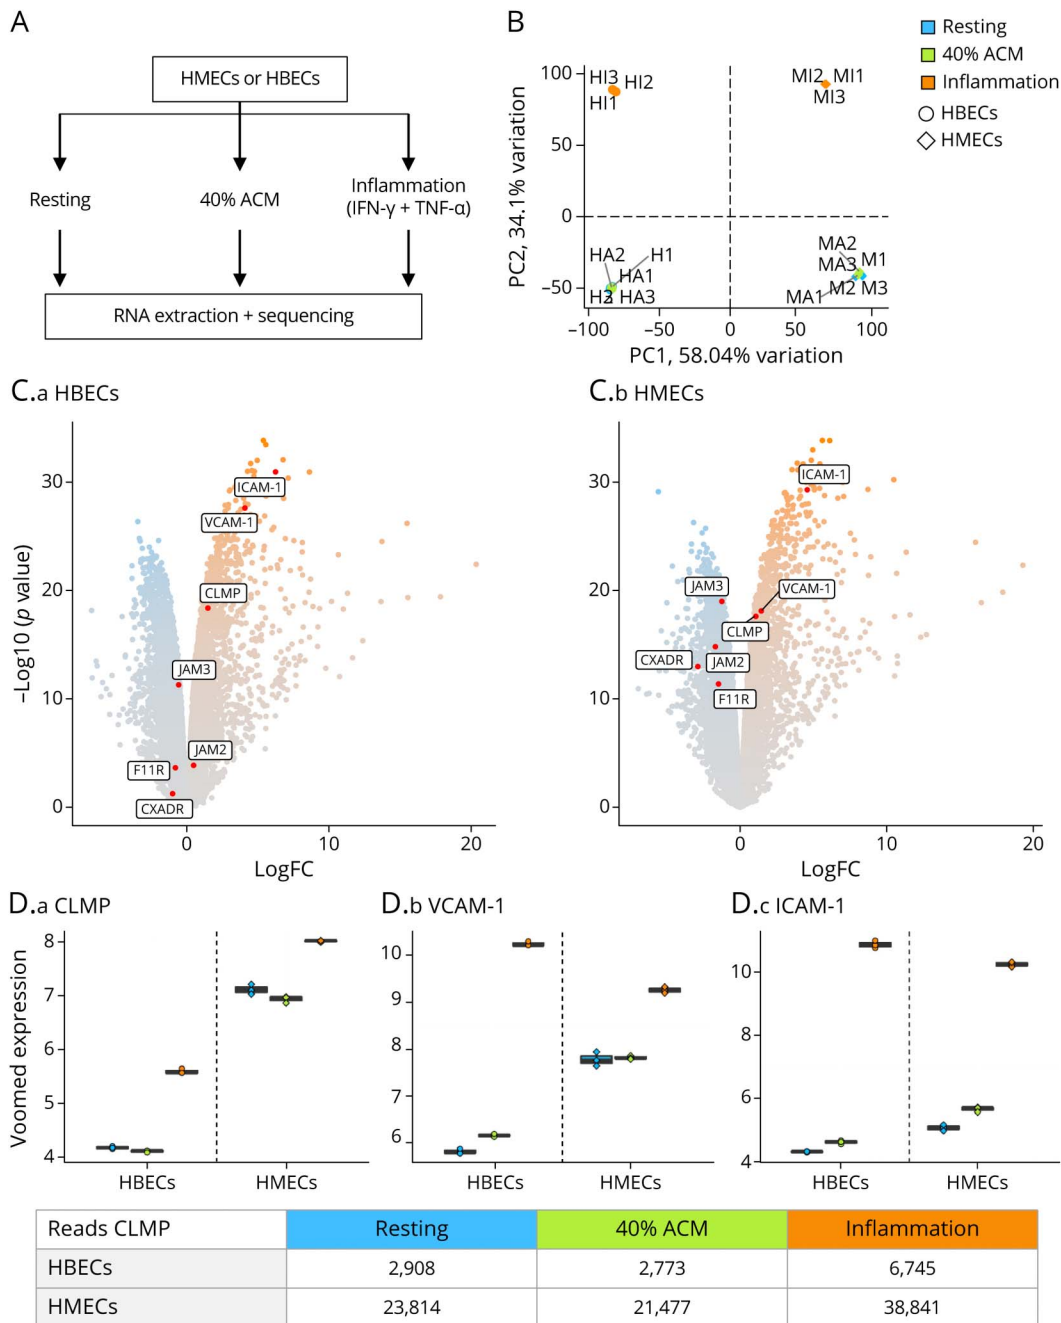 A
HMECs or HBECs
Resting
40% ACM
Inflammation
(IFN-γ + TNF-α)
RNA extraction + sequencing
B
Resting
40% ACM
Inflammation
HBECs
HMECs
PC2, 34.1% variation
100
50
0
−50
HI3
HI2
HI1
MI2
MI1
MI3
HA2
H1
HA1
H2
HA3
MA2
M1
MA3
M2
M3
MA1
−100
−50
0
50
100
PC1, 58.04% variation
C.a HBECs
−Log10 (p value)
30
20
10
0
ICAM-1
VCAM-1
CLMP
JAM3
JAM2
F11R
CXADR
0
10
20
LogFC
C.b HMECs
30
20
10
0
ICAM-1
JAM3
VCAM-1
CLMP
CXADR
JAM2
F11R
0
10
20
LogFC
D.a CLMP
Voomed expression
8
7
6
5
4
HBECs
HMECs
D.b VCAM-1
10
9
8
7
6
HBECs
HMECs
D.c ICAM-1
10
8
6
4
HBECs
HMECs
Reads CLMP Resting 40% ACM Inflammation
HBECs 2,908 2,773 6,745
HMECs 23,814 21,477 38,841